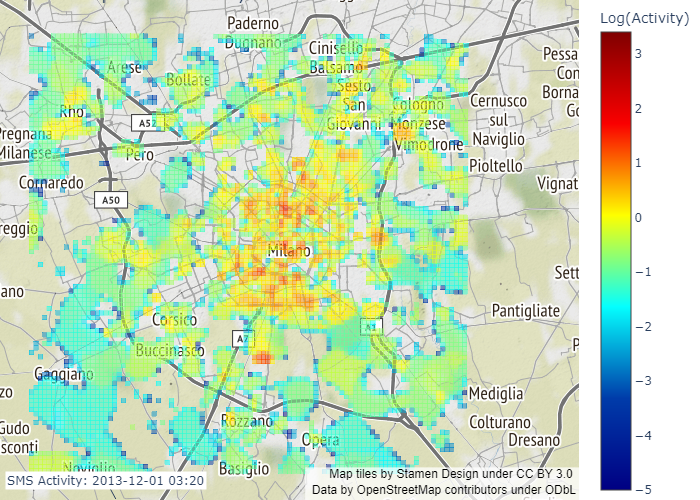 Log(Activity)
Paderno
Dugnano
Cinisello
Balsamo
Arese
Bollate
Sesto
San
Giovanni
Cologno
Monzese
Vimodrone
Cernusco
sul
Naviglio
Pessa
Con
Borna
Go
Rho
A52
Pregnana
Milanese
Pero
Pioltello
Cornaredo
Vignat
A50
reggio
Milano
Sett
ano
Pantigliate
Corsico
A1
A7
P
Buccinasco
Gaggiano
zo
Mediglia
Rozzano
Colturano
Gudo
sconti
Opera
Dresano
Noviglio
Basiglio
SMS Activity: 2013-12-01 03:20
Map tiles by Stamen Design under CC BY 3.0
Data by OpenStreetMap contributors under ODbL
3
2
1
0
−1
−2
−3
−4
−5